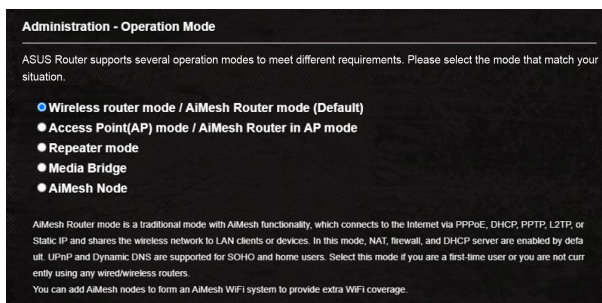 Administration - Operation Mode
ASUS Router supports several operation modes to meet different requirements. Please select the mode that match your
situation.
Wireless router mode / AiMesh Router mode (Default)
Access Point(AP) mode / AiMesh Router in AP mode
Repeater mode
Media Bridge
AiMesh Node
AiMesh Router mode is a traditional mode with AiMesh functionality, which connects to the Internet via PPPoE, DHCP, PPTP, L2TP, or
Static IP and shares the wireless network to LAN clients or devices. In this mode, NAT, firewall, and DHCP server are enabled by defa
ult. UPnP and Dynamic DNS are supported for SOHO and home users. Select this mode if you are a first-time user or you are not curr
ently using any wired/wireless routers.
You can add AiMesh nodes to form an AiMesh WiFi system to provide extra WiFi coverage.